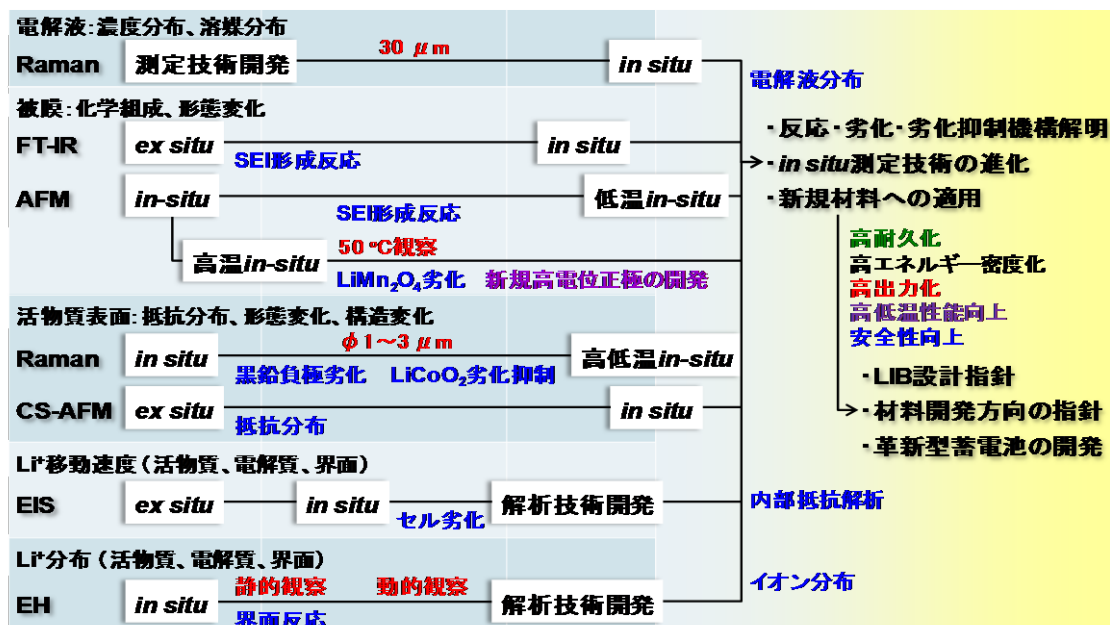 電解液:濃度分布、溶媒分布
30 μm
Raman 測定技術開発 in situ
電解液分布
被膜:化学組成、形態変化
FT-IR ex situ in situ
SEI形成反応
AFM in-situ 低温in-situ
SEI形成反応
高温in-situ 50 °C観察
LiMn₂O₄劣化 新規高電位正極の開発
活物質表面:抵抗分布、形態変化、構造変化
φ1~3 μm
Raman in situ 高低温in-situ
黒鉛負極劣化 LiCoO₂劣化抑制
CS-AFM ex situ in situ
抵抗分布
Li⁺移動速度(活物質、電解質、界面)
EIS ex situ in situ 解析技術開発
セル劣化
内部抵抗解析
Li⁺分布(活物質、電解質、界面)
静的観察 動的観察
EH in situ 解析技術開発
界面反応
イオン分布
・反応・劣化・劣化抑制機構解明
・in situ測定技術の進化
・新規材料への適用
高耐久化
高エネルギー密度化
高出力化
高低温性能向上
安全性向上
・LIB設計指針
・材料開発方向の指針
・革新型蓄電池の開発